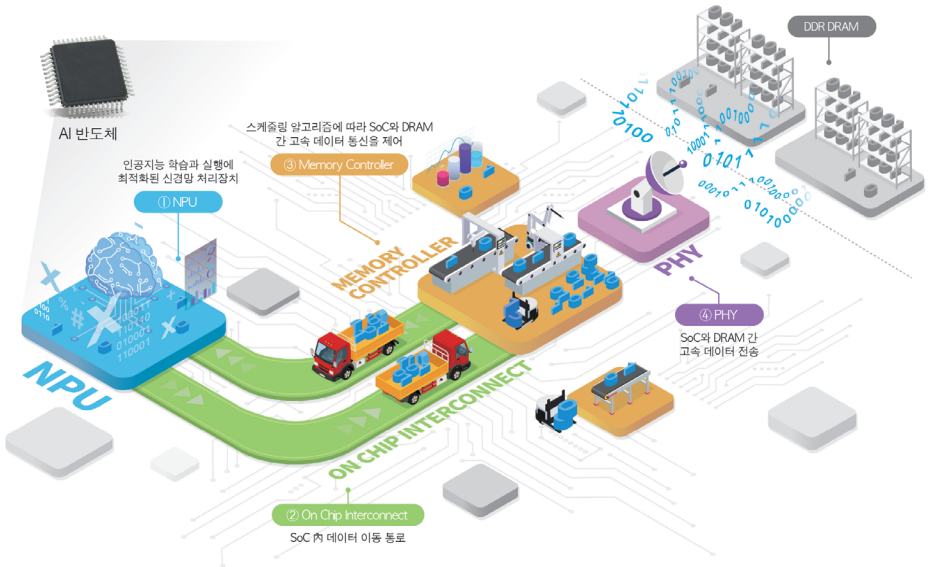 DDR DRAM
AI 반도체
스케줄링 알고리즘에 따라 SoC와 DRAM
간 고속 데이터 통신을 제어
③ Memory Controller
인공지능 학습과 실행에
최적화된 신경망 처리장치
① NPU
MEMORY
CONTROLLER
PHY
④ PHY
SoC와 DRAM 간
고속 데이터 전송
NPU
ON CHIP INTERCONNECT
② On Chip Interconnect
SoC 內 데이터 이동 통로